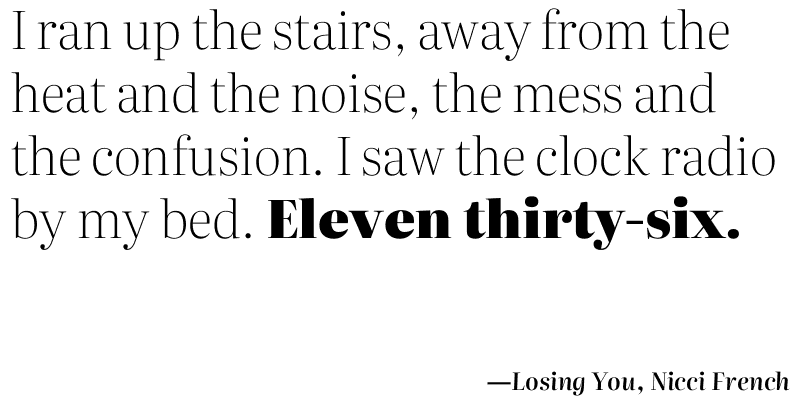 I ran up the stairs, away from the
heat and the noise, the mess and
the confusion. I saw the clock radio
by my bed. Eleven thirty-six.
—Losing You, Nicci French